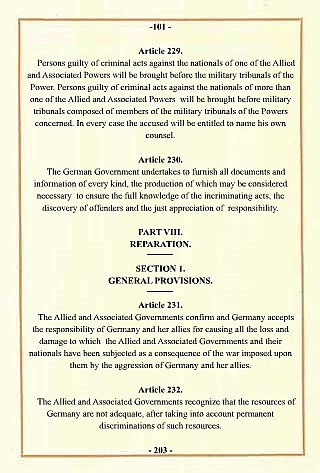 -101 -
Article 229.
Persons guilty of criminal acts against the nationals of one of the Allied
and Associated Powers will be brought before the military tribunals of the
Power. Persons guilty of criminal acts against the nationals of more than
one of the Allied and Associated Powers will be brought before military
tribunals composed of members of the military tribunals of the Powers
concerned. In every case the accused will be entitled to name his own
counsel.
Article 230.
The German Government undertakes to furnish all documents and
information of every kind, the production of which may be considered
necessary to ensure the full knowledge of the incriminating acts, the
discovery of offenders and the just appreciation of responsibility.
PART VIII.
REPARATION.
SECTION 1.
GENERAL PROVISIONS.
Article 231.
The Allied and Associated Governments confirm and Germany accepts
the responsibility of Germany and her allies for causing all the loss and
damage to which the Allied and Associated Governments and their
nationals have been subjected as a consequence of the war imposed upon
them by the aggression of Germany and her allies.
Article 232.
The Allied and Associated Governments recognize that the resources of
Germany are not adequate, after taking into account permanent
discriminations of such resources.
- 203 -